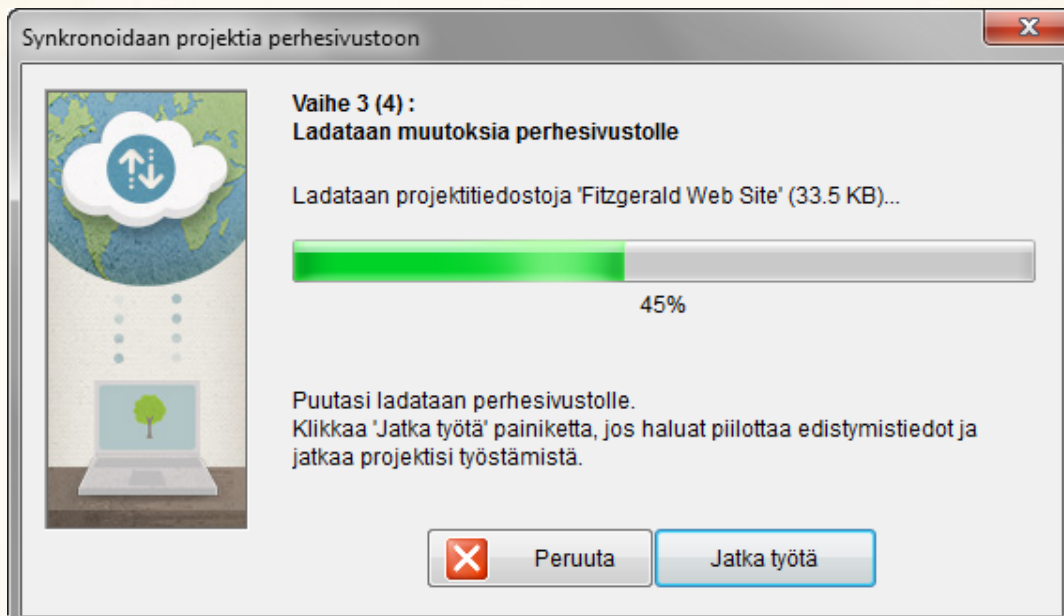 Synkronoidaan projektia perhesivustoon
Vaihe 3 (4) :
Ladataan muutoksia perhesivustolle
Ladataan projektitiedostoja 'Fitzgerald Web Site' (33.5 KB)...
45%
Puutasi ladataan perhesivustolle.
Klikkaa 'Jatka työtä' painiketta, jos haluat piilottaa edistymistiedot ja
jatkaa projektisi työstämistä.
Peruuta
Jatka työtä